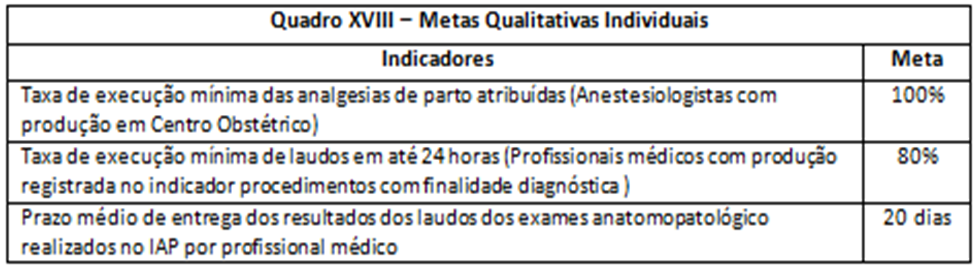 Quadro XVIII – Metas Qualitativas Individuais
Indicadores Meta
Taxa de execução mínima das analgesias de parto atribuídas (Anestesiologistas com 100%
produção em Centro Obstétrico)
Taxa de execução mínima de laudos em até 24 horas (Profissionais médicos com produção 80%
registrada no indicador procedimentos com finalidade diagnóstica )
Prazo médio de entrega dos resultados dos laudos dos exames anatomopatológico 20 dias
realizados no IAP por profissional médico